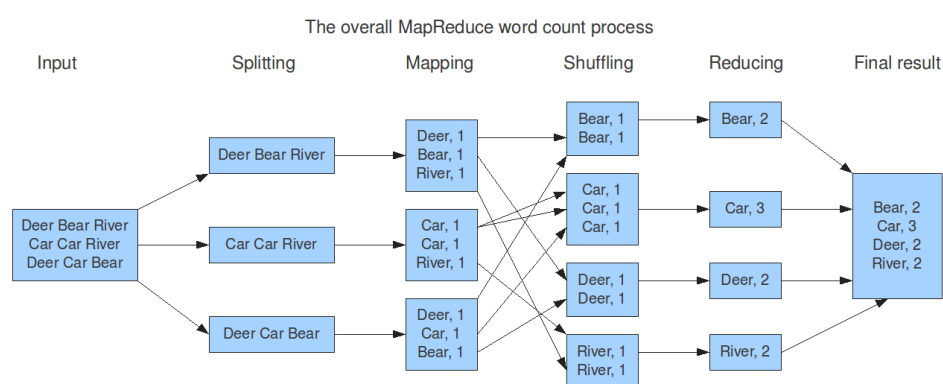 The overall MapReduce word count process
Input
Splitting
Mapping
Shuffling
Reducing
Final result
Deer Bear River
Car Car River
Deer Car Bear
Deer Bear River
Car Car River
Deer Car Bear
Deer, 1
Bear, 1
River, 1
Car, 1
Car, 1
River, 1
Deer, 1
Car, 1
Bear, 1
Bear, 1
Bear, 1
Car, 1
Car, 1
Car, 1
Deer, 1
Deer, 1
River, 1
River, 1
Bear, 2
Car, 3
Deer, 2
River, 2
Bear, 2
Car, 3
Deer, 2
River, 2